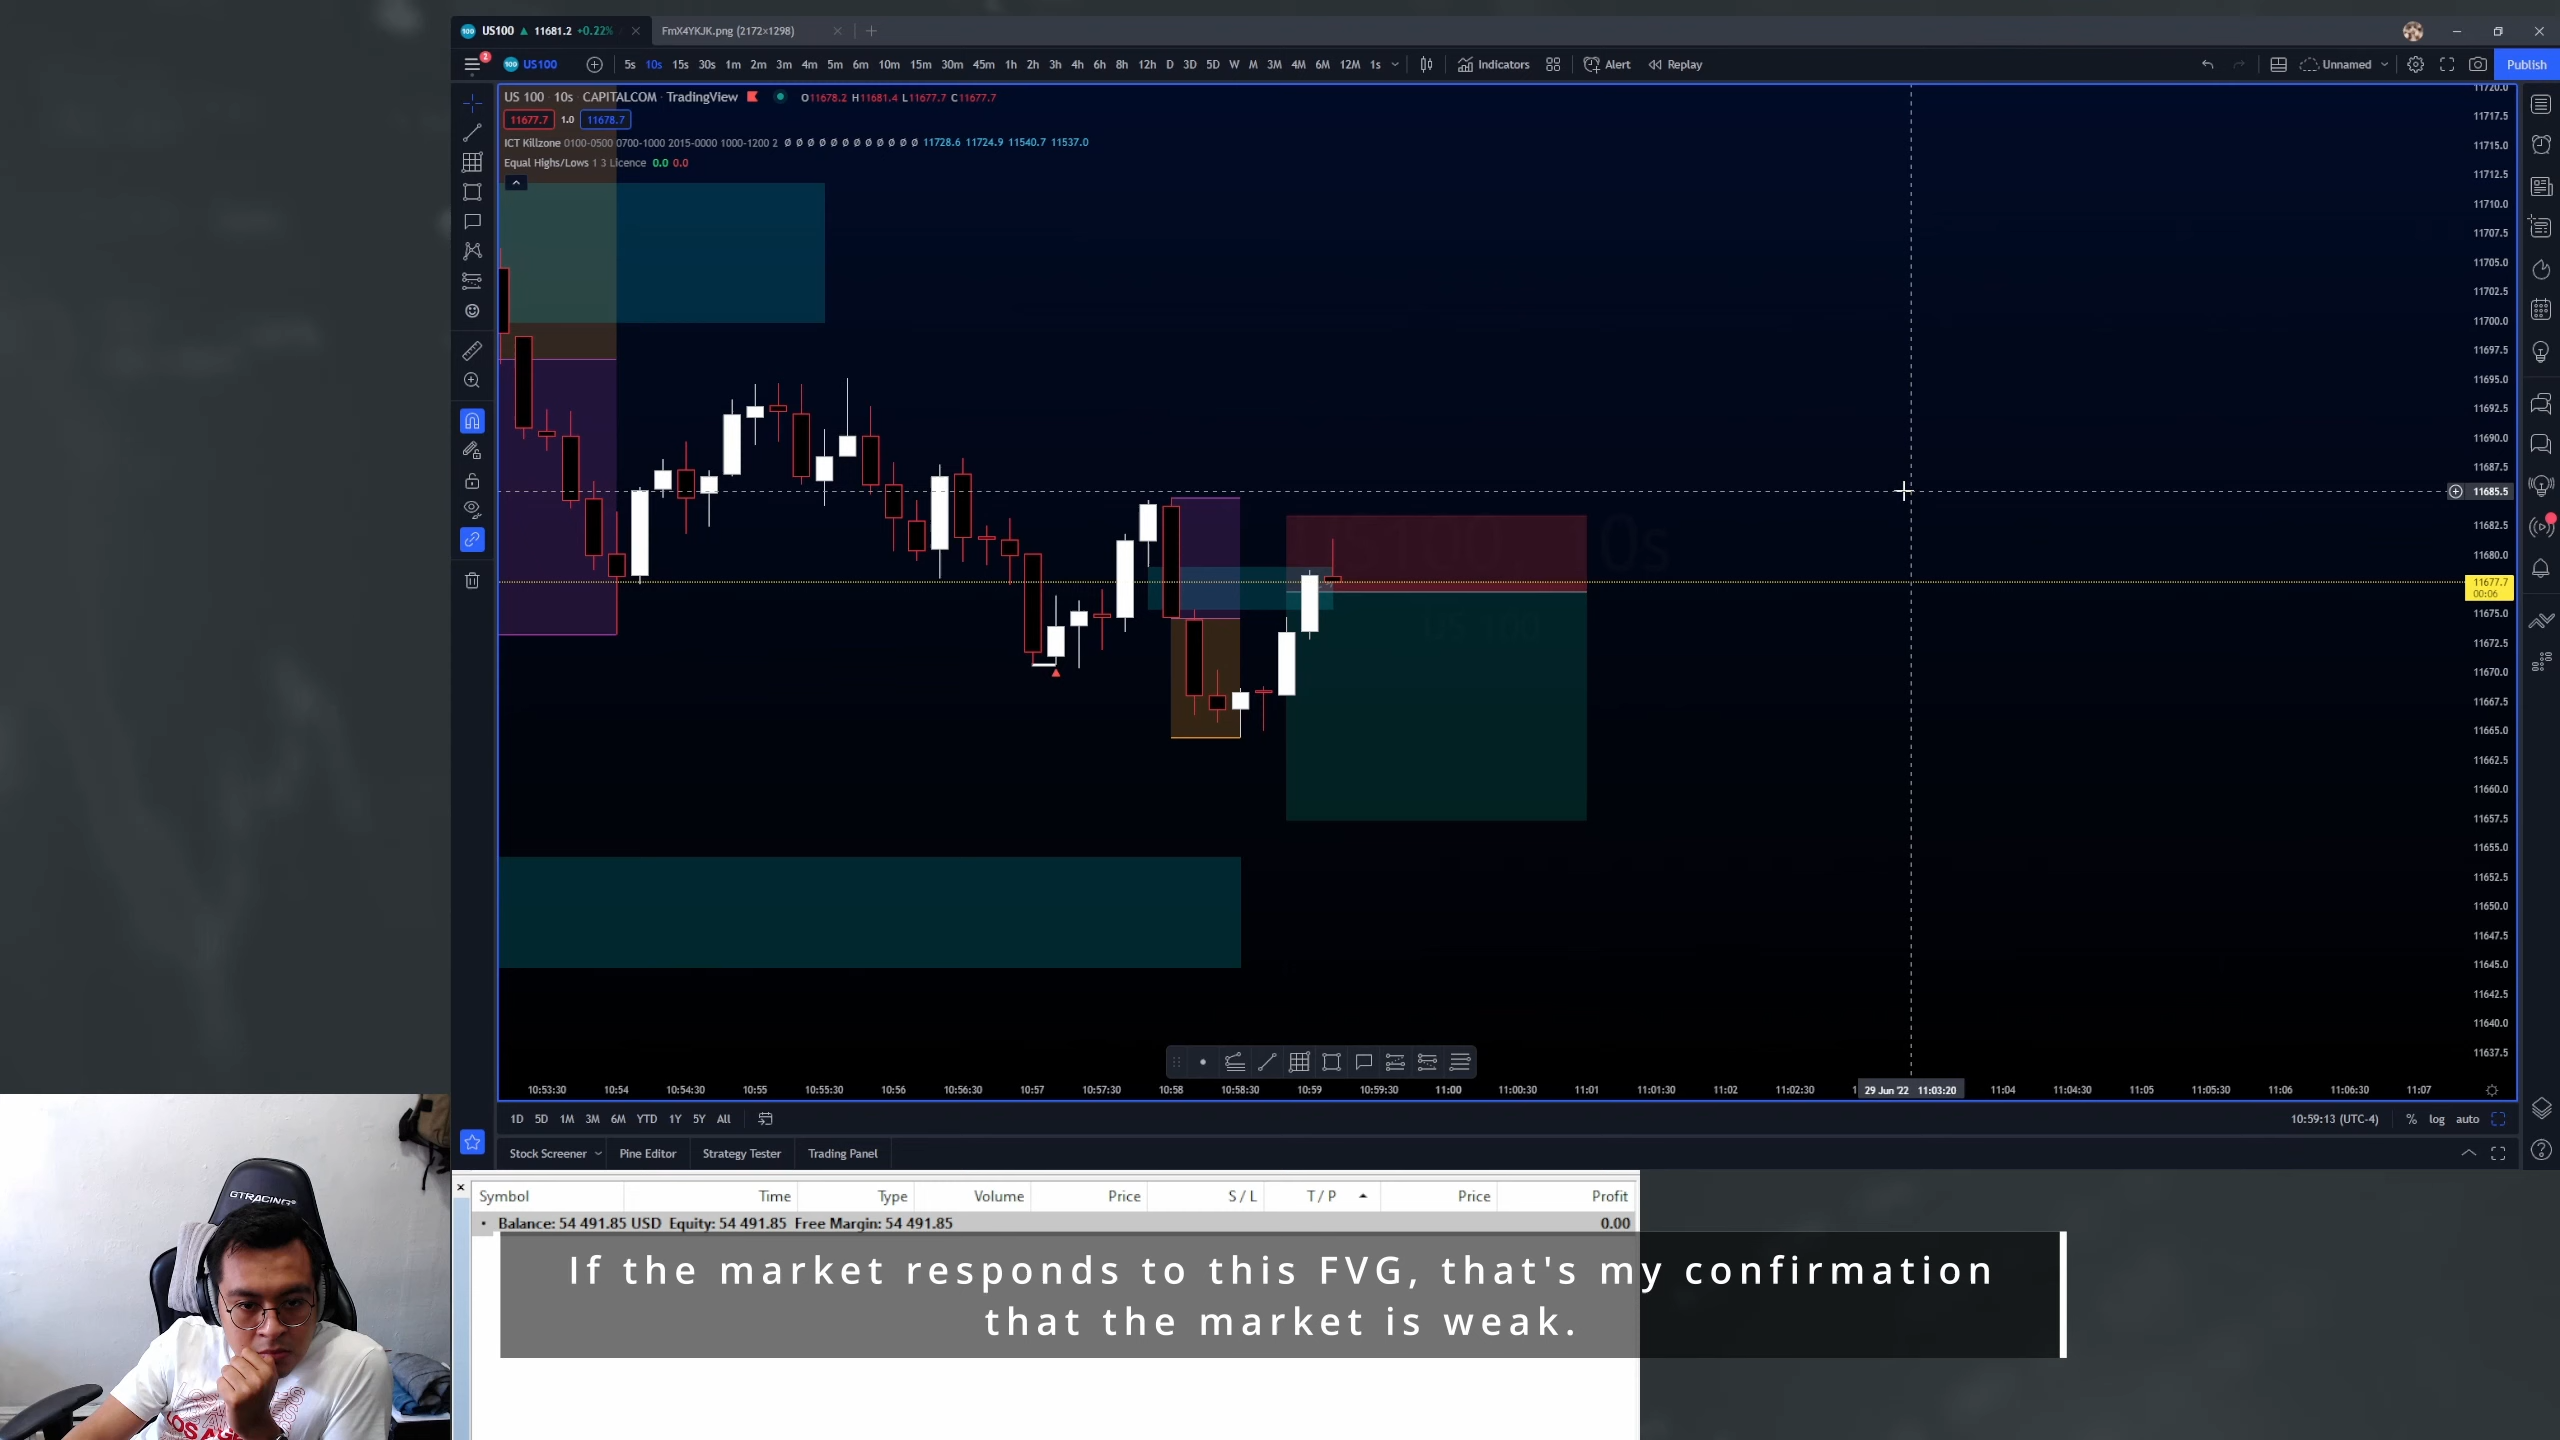 US100 ▲ 11681.2 +0.22%
FmX4YKJK.png (2172×1298)
2
US100
5s 10s 15s 30s 1m 2m 3m 4m 5m 6m 10m 15m 30m 45m 1h 2h 3h 4h 6h 8h 12h D 3D 5D W M 3M 4M 6M 12M 1s
Indicators
Alert
Replay
Unnamed
Publish
US 100 · 10s · CAPITALCOM · TradingView
O11678.2 H11681.4 L11677.7 C11677.7
11677.7 1.0 11678.7
ICT Killzone 0100-0500 0700-1000 2015-0000 1000-1200 2 Ø Ø Ø Ø Ø Ø Ø Ø Ø Ø Ø Ø 11728.6 11724.9 11540.7 11537.0
Equal Highs/Lows 1 3 Licence 0.0 0.0
11720.0
11717.5
11715.0
11712.5
11710.0
11707.5
11705.0
11702.5
11700.0
11697.5
11695.0
11692.5
11690.0
11687.5
11685.5
11682.5
11680.0
11677.7
00:06
11675.0
11672.5
11670.0
11667.5
11665.0
11662.5
11660.0
11657.5
11655.0
11652.5
11650.0
11647.5
11645.0
11642.5
11640.0
11637.5
US100, 10s
US 100
10:53:30 10:54 10:54:30 10:55 10:55:30 10:56 10:56:30 10:57 10:57:30 10:58 10:58:30 10:59 10:59:30 11:00 11:00:30 11:01 11:01:30 11:02 11:02:30 1 29 Jun '22 11:03:20 11:04 11:04:30 11:05 11:05:30 11:06 11:06:30 11:07
1D 5D 1M 3M 6M YTD 1Y 5Y All
10:59:13 (UTC-4) % log auto
Stock Screener Pine Editor Strategy Tester Trading Panel
Symbol Time Type Volume Price S / L T / P Price Profit
Balance: 54 491.85 USD Equity: 54 491.85 Free Margin: 54 491.85 0.00
If the market responds to this FVG, that's my confirmation
that the market is weak.
GTRACING